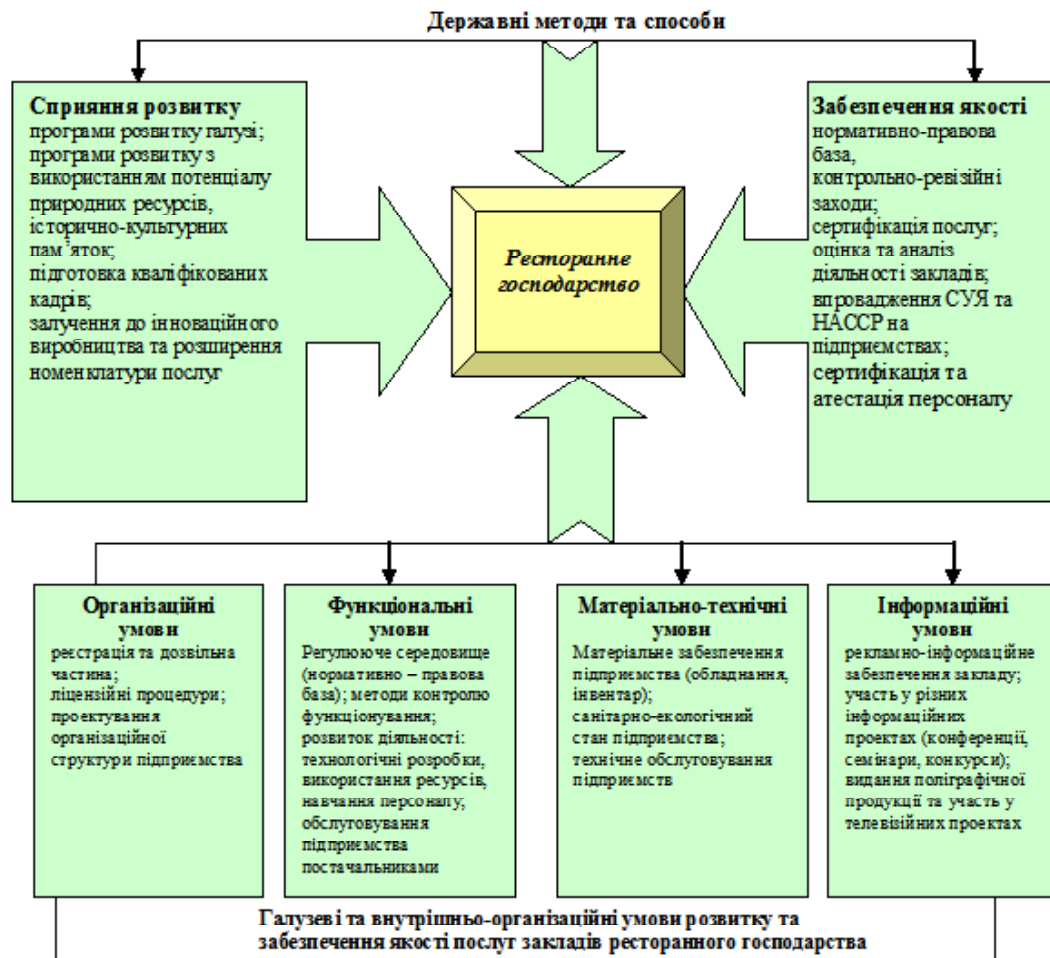 Державні методи та способи
Сприяння розвитку
програми розвитку галузі;
програми розвитку з
використанням потенціалу
природних ресурсів,
історично-культурних
пам’яток;
підготовка кваліфікованих
кадрів;
залучення до інноваційного
виробництва та розширення
номенклатури послуг
Ресторанне
господарство
Забезпечення якості
нормативно-правова
база,
контрольно-ревізійні
заходи;
сертифікація послуг;
оцінка та аналіз
діяльності закладів;
впровадження СУЯ та
НАССР на
підприємствах;
сертифікація та
атестація персоналу
Організаційні
умови
реєстрація та дозвільна
частина;
ліцензійні процедури;
проектування
організаційної
структури підприємства
Функціональні
умови
Регулююче середовище
(нормативно – правова
база); методи контролю
функціонування;
розвиток діяльності:
технологічні розробки,
використання ресурсів,
навчання персоналу;
обслуговування
підприємства
постачальниками
Матеріально-технічні
умови
Матеріальне забезпечення
підприємства (обладнання,
інвентар);
санітарно-екологічний
стан підприємства;
технічне обслуговування
підприємств
Інформаційні
умови
рекламно-інформаційне
забезпечення закладу;
участь у різних
інформаційних
проектах (конференції,
семінари, конкурси);
видання поліграфічної
продукції та участь у
телевізійних проектах
Галузеві та внутрішньо-організаційні умови розвитку та
забезпечення якості послуг закладів ресторанного господарства